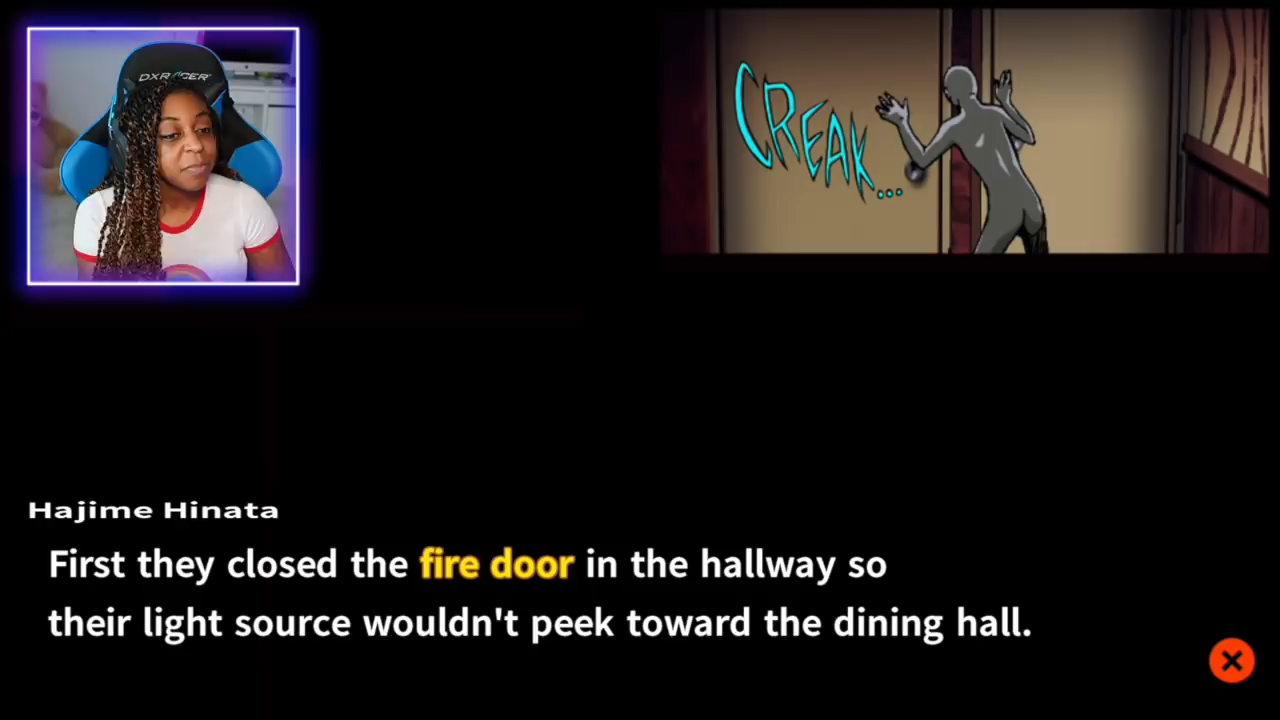 DXRACER
CREAK...
Hajime Hinata
First they closed the fire door in the hallway so
their light source wouldn't peek toward the dining hall.